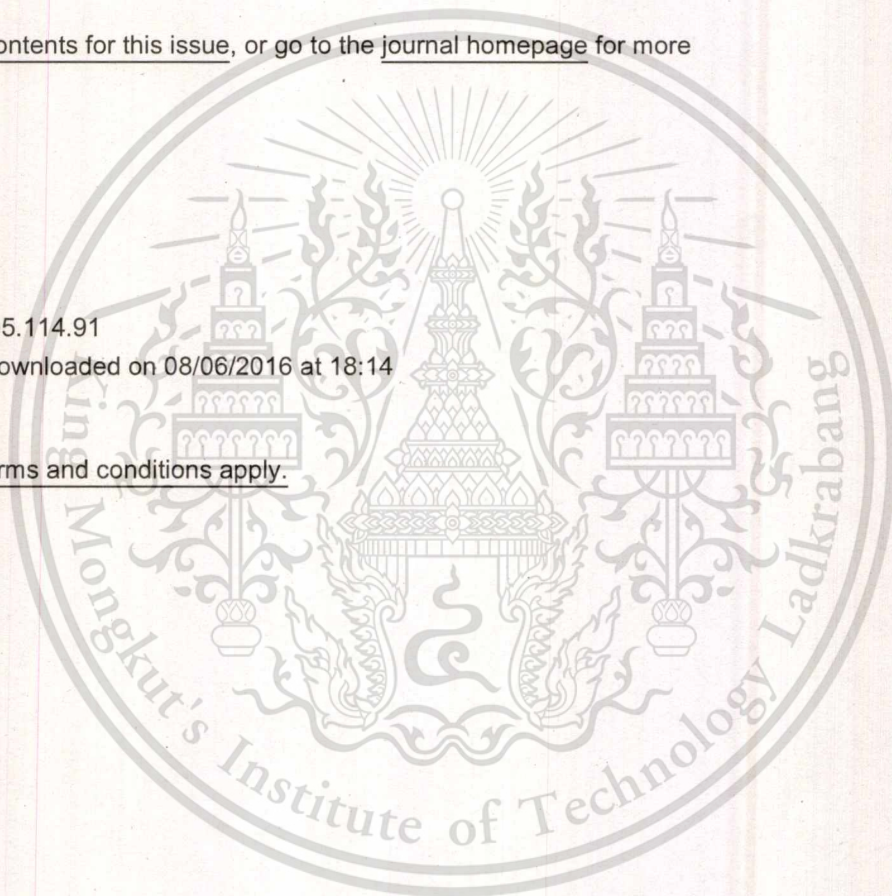 ontents for this issue, or go to the journal homepage for more
5.114.91
ownloaded on 08/06/2016 at 18:14
rms and conditions apply.
King Mongkut's Institute of Technology Ladkrabang